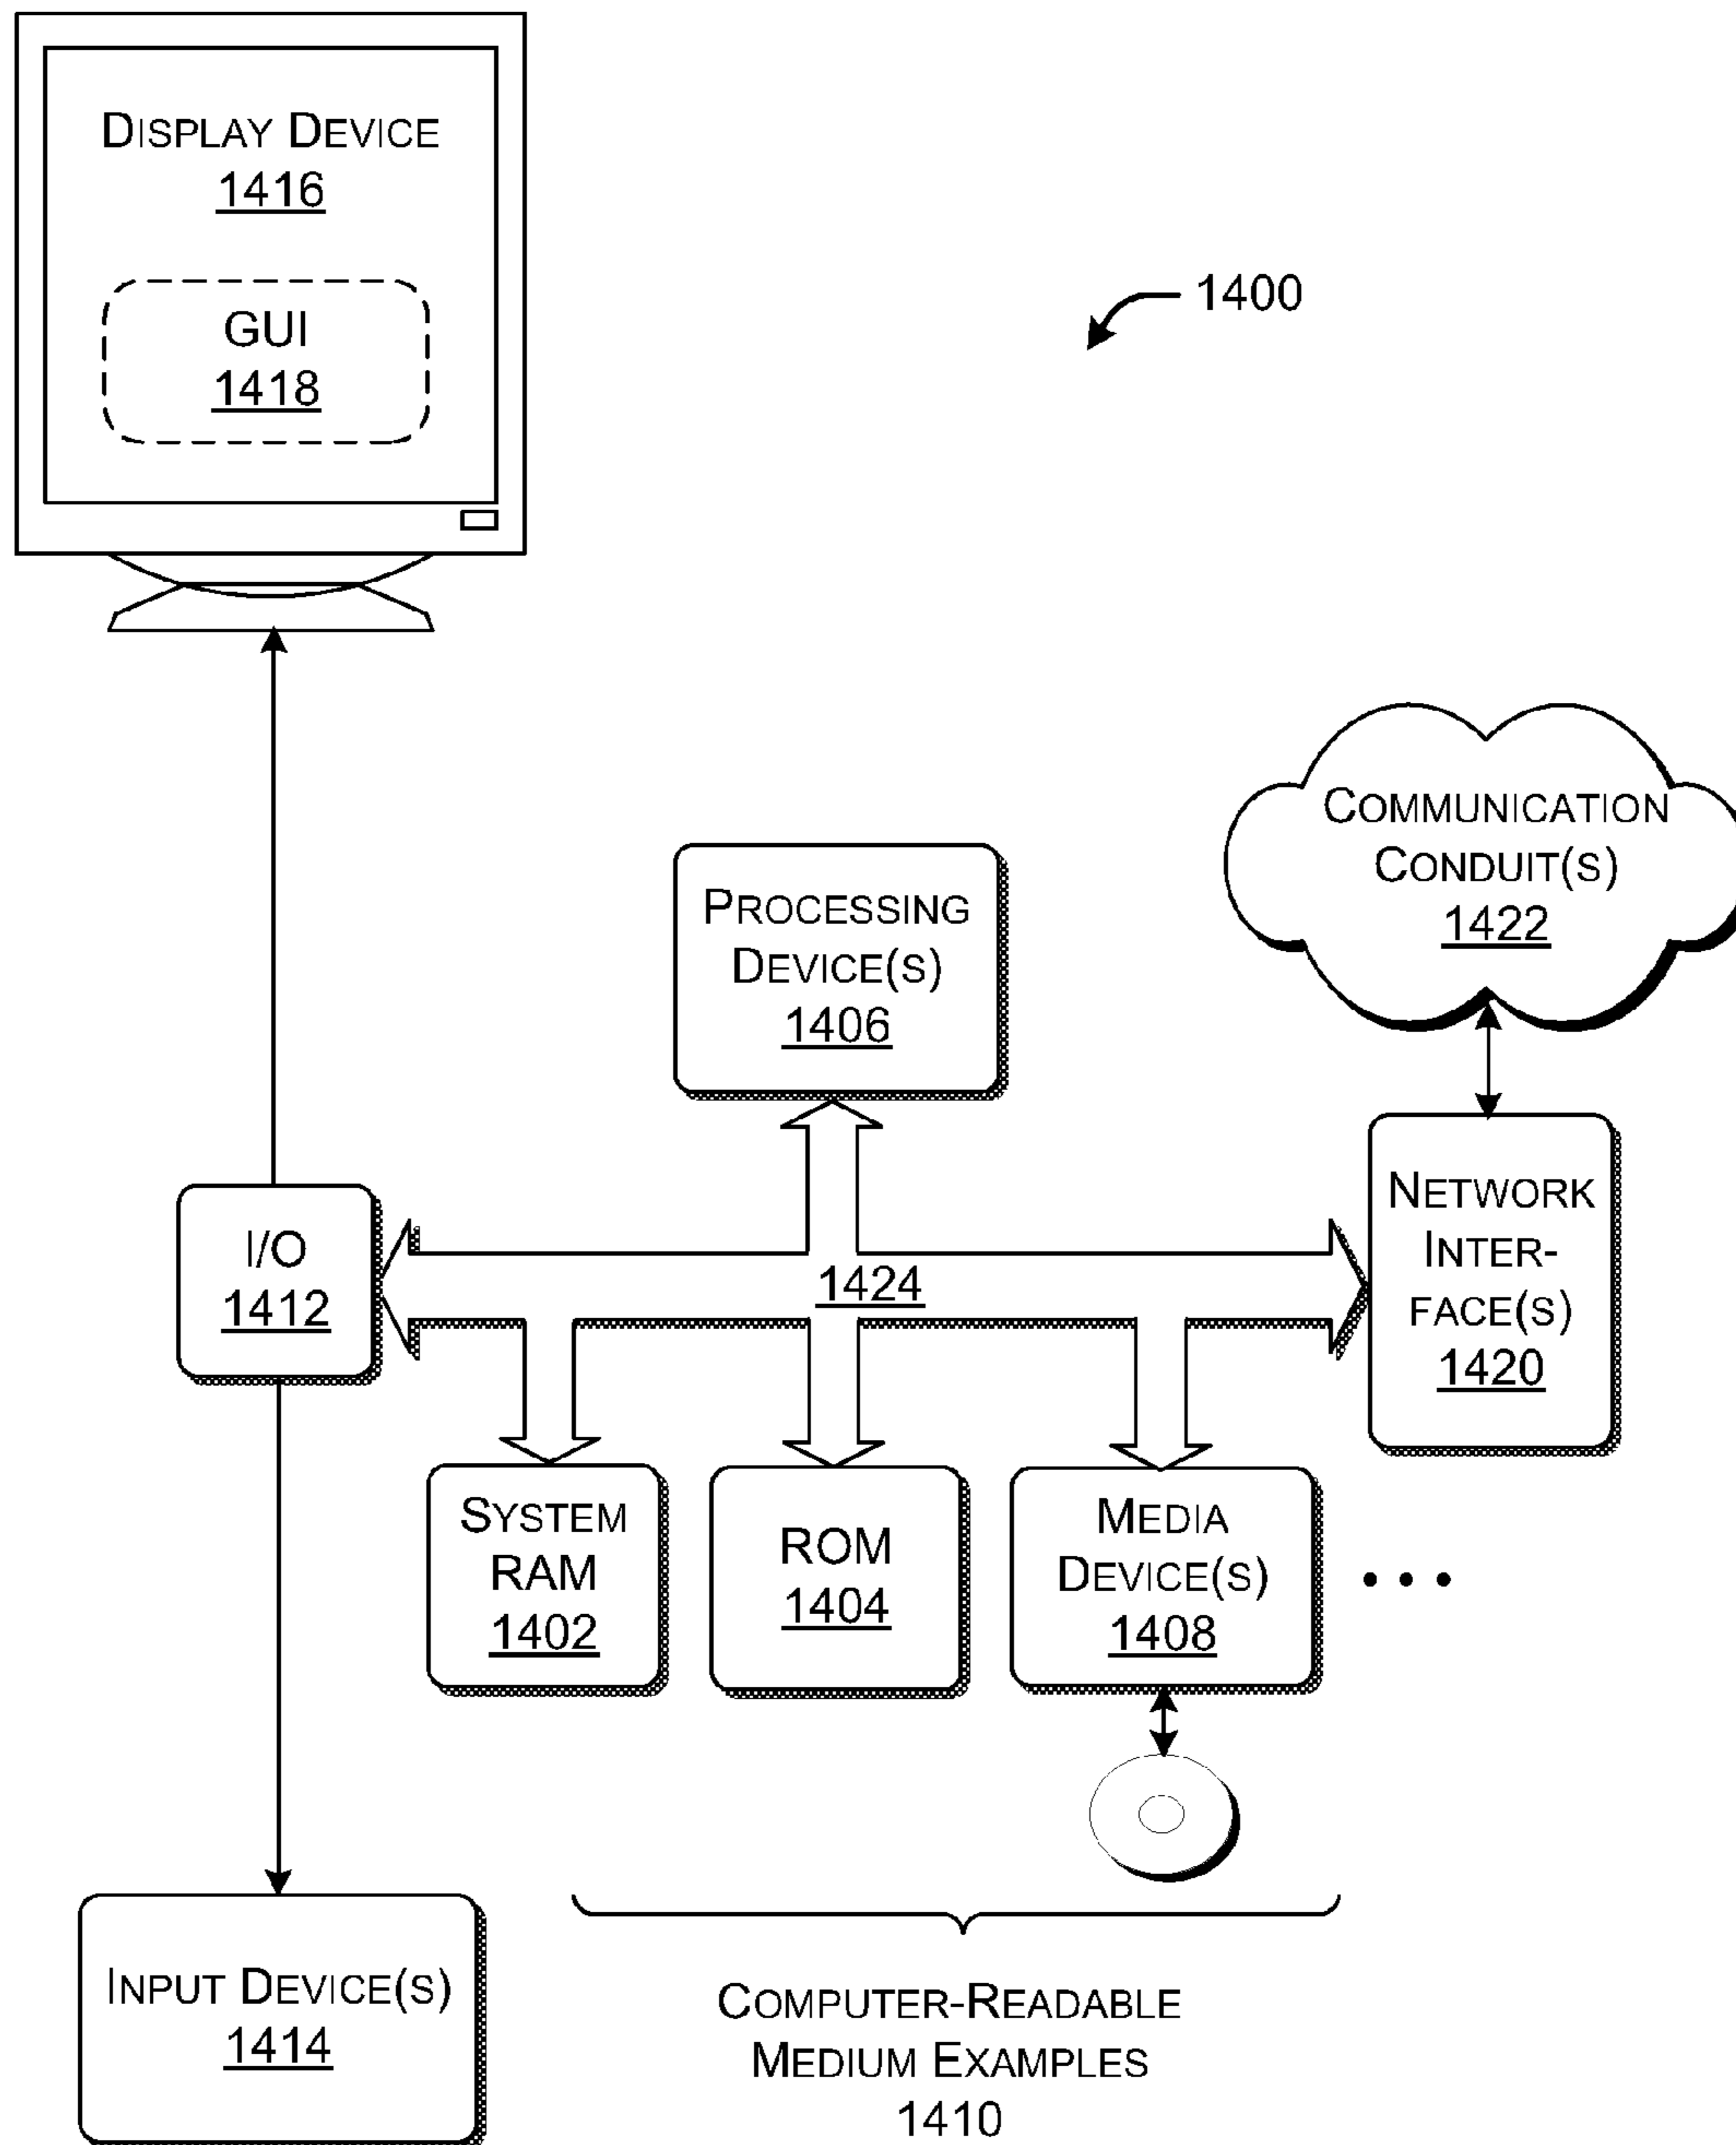 DISPLAY DEVICE
1416
GUI
1418
1400
COMMUNICATION
CONDUIT(S)
1422
PROCESSING
DEVICE(S)
1406
NETWORK
INTER-
FACE(S)
1420
I/O
1412
1424
SYSTEM
RAM
1402
ROM
1404
MEDIA
DEVICE(S)
1408
• • •
INPUT DEVICE(S)
1414
COMPUTER-READABLE
MEDIUM EXAMPLES
1410